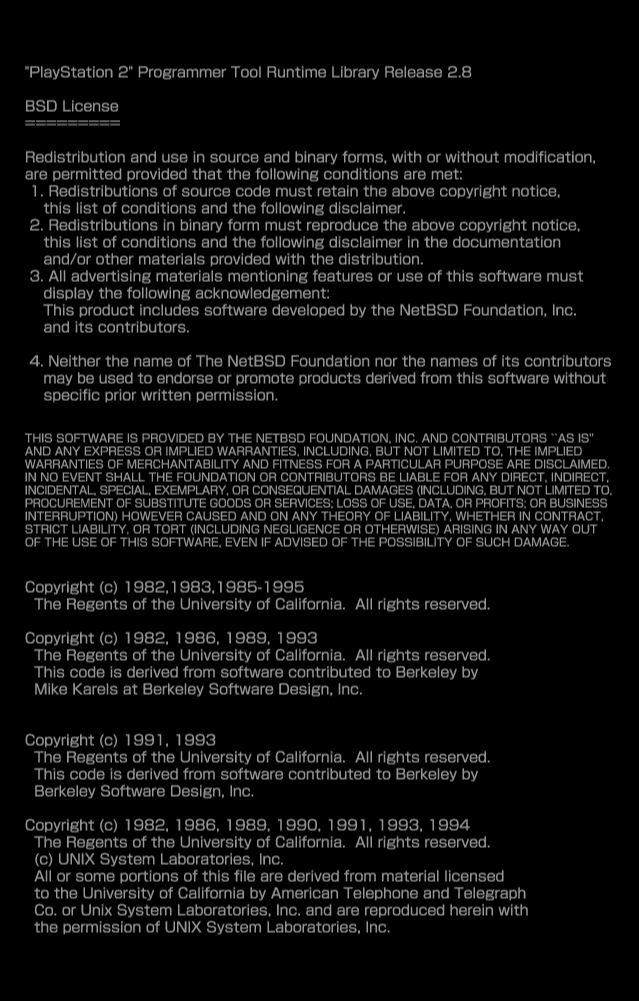 "PlayStation 2" Programmer Tool Runtime Library Release 2.8
BSD License
=========
Redistribution and use in source and binary forms, with or without modification,
are permitted provided that the following conditions are met:
1. Redistributions of source code must retain the above copyright notice,
this list of conditions and the following disclaimer.
2. Redistributions in binary form must reproduce the above copyright notice,
this list of conditions and the following disclaimer in the documentation
and/or other materials provided with the distribution.
3. All advertising materials mentioning features or use of this software must
display the following acknowledgement:
This product includes software developed by the NetBSD Foundation, Inc.
and its contributors.
4. Neither the name of The NetBSD Foundation nor the names of its contributors
may be used to endorse or promote products derived from this software without
specific prior written permission.
THIS SOFTWARE IS PROVIDED BY THE NETBSD FOUNDATION, INC. AND CONTRIBUTORS ``AS IS''
AND ANY EXPRESS OR IMPLIED WARRANTIES, INCLUDING, BUT NOT LIMITED TO, THE IMPLIED
WARRANTIES OF MERCHANTABILITY AND FITNESS FOR A PARTICULAR PURPOSE ARE DISCLAIMED.
IN NO EVENT SHALL THE FOUNDATION OR CONTRIBUTORS BE LIABLE FOR ANY DIRECT, INDIRECT,
INCIDENTAL, SPECIAL, EXEMPLARY, OR CONSEQUENTIAL DAMAGES (INCLUDING, BUT NOT LIMITED TO,
PROCUREMENT OF SUBSTITUTE GOODS OR SERVICES; LOSS OF USE, DATA, OR PROFITS; OR BUSINESS
INTERRUPTION) HOWEVER CAUSED AND ON ANY THEORY OF LIABILITY, WHETHER IN CONTRACT,
STRICT LIABILITY, OR TORT (INCLUDING NEGLIGENCE OR OTHERWISE) ARISING IN ANY WAY OUT
OF THE USE OF THIS SOFTWARE, EVEN IF ADVISED OF THE POSSIBILITY OF SUCH DAMAGE.
Copyright (c) 1982,1983,1985-1995
The Regents of the University of California.  All rights reserved.
Copyright (c) 1982, 1986, 1989, 1993
The Regents of the University of California.  All rights reserved.
This code is derived from software contributed to Berkeley by
Mike Karels at Berkeley Software Design, Inc.
Copyright (c) 1991, 1993
The Regents of the University of California.  All rights reserved.
This code is derived from software contributed to Berkeley by
Berkeley Software Design, Inc.
Copyright (c) 1982, 1986, 1989, 1990, 1991, 1993, 1994
The Regents of the University of California.  All rights reserved.
(c) UNIX System Laboratories, Inc.
All or some portions of this file are derived from material licensed
to the University of California by American Telephone and Telegraph
Co. or Unix System Laboratories, Inc. and are reproduced herein with
the permission of UNIX System Laboratories, Inc.